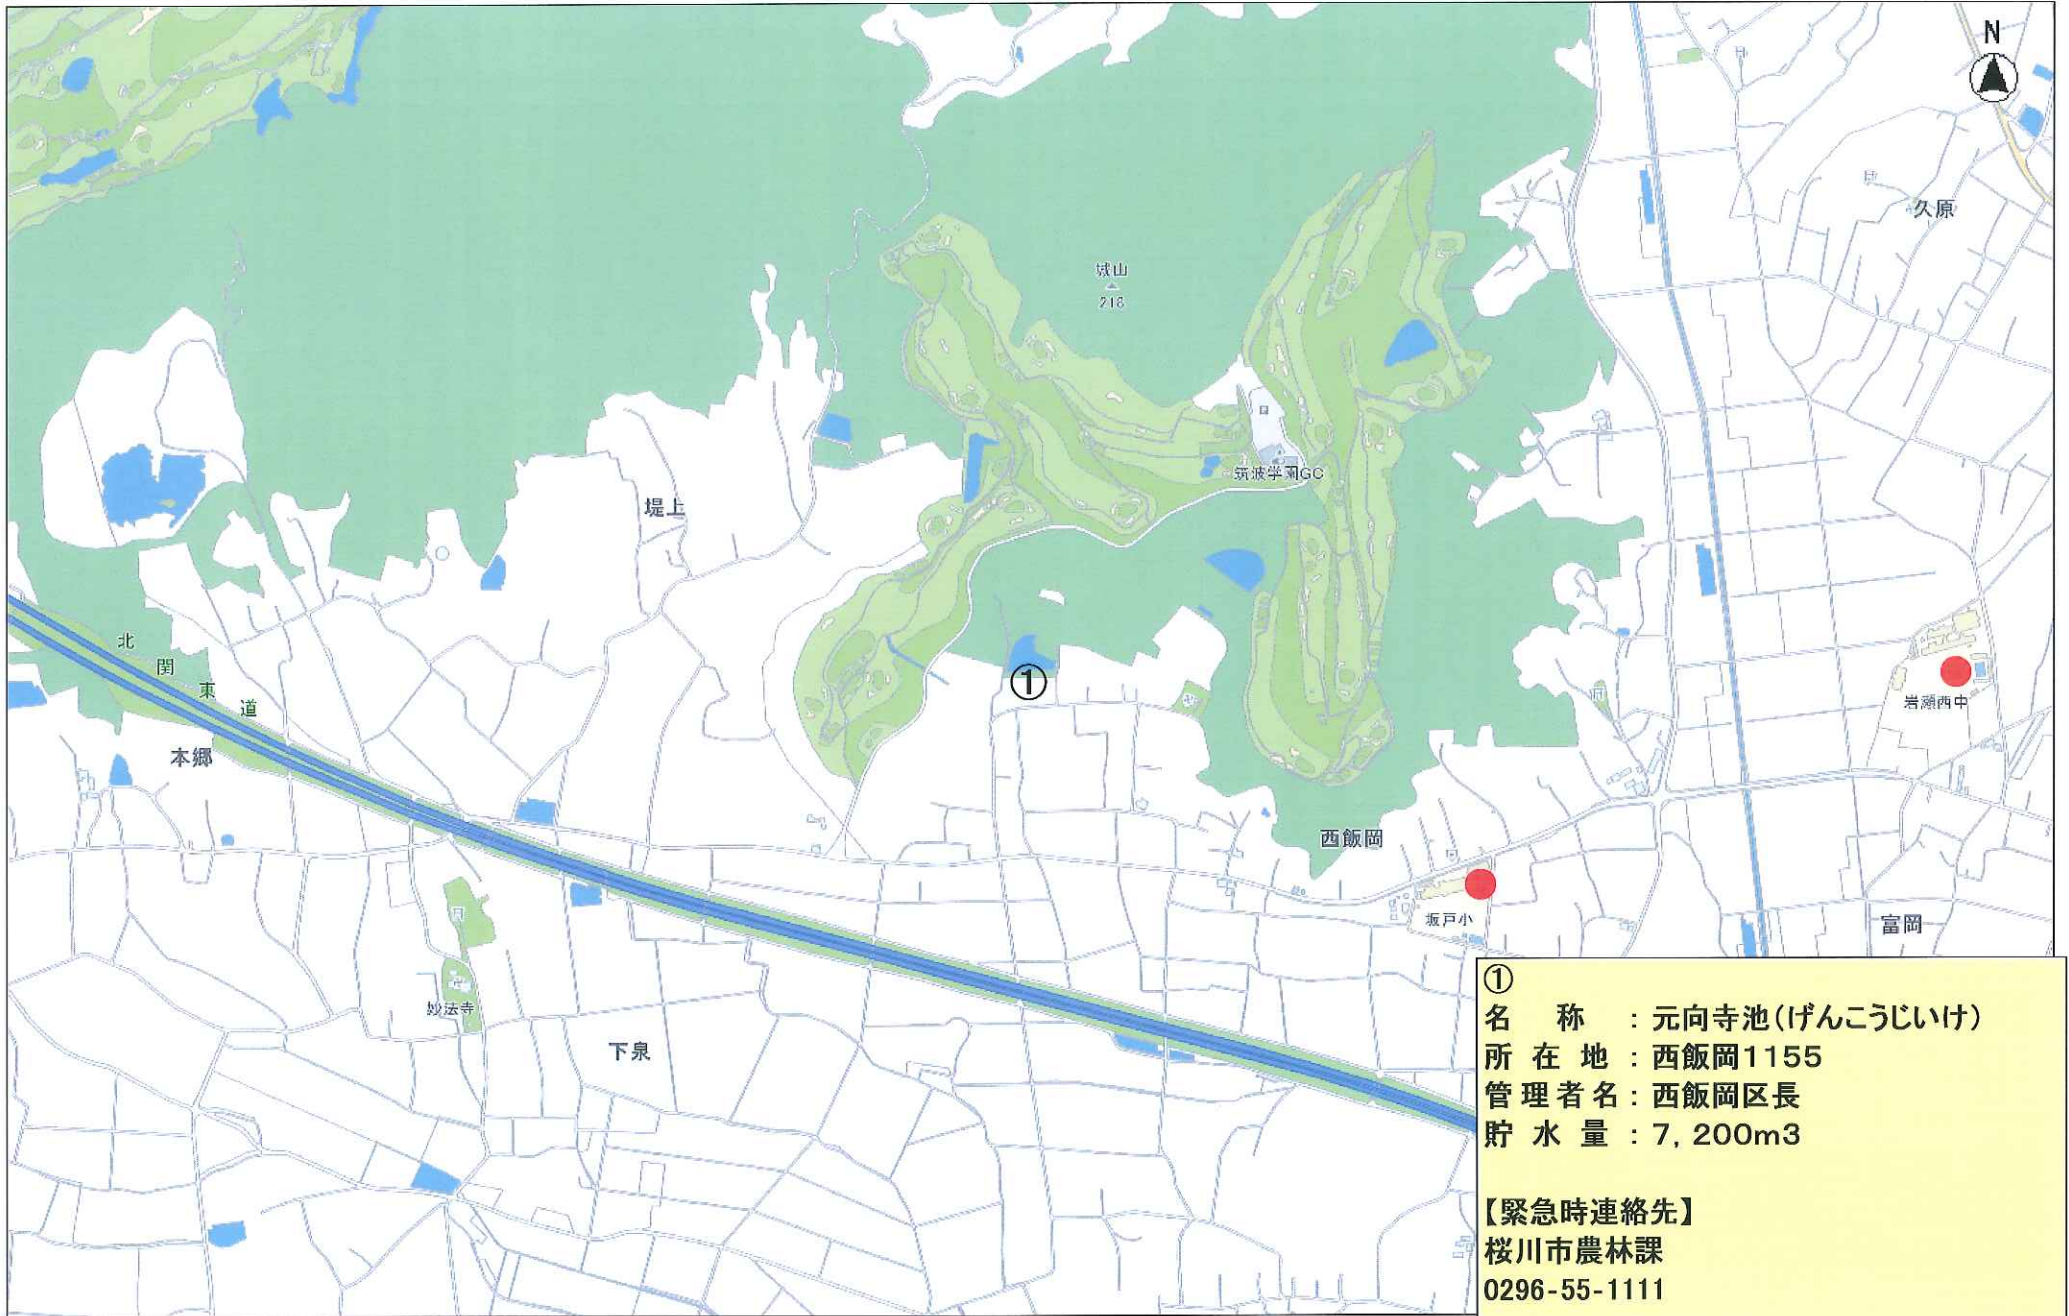 N
久原
城山
218
筑波学園GC
堤上
北関東道
①
岩瀬西中
本郷
西飯岡
坂戸小
富岡
妙法寺
下泉
①
名 称 : 元向寺池(げんこうじいけ)
所 在 地 : 西飯岡1155
管理者名 : 西飯岡区長
貯 水 量 : 7,200m3
【緊急時連絡先】
桜川市農林課
0296-55-1111